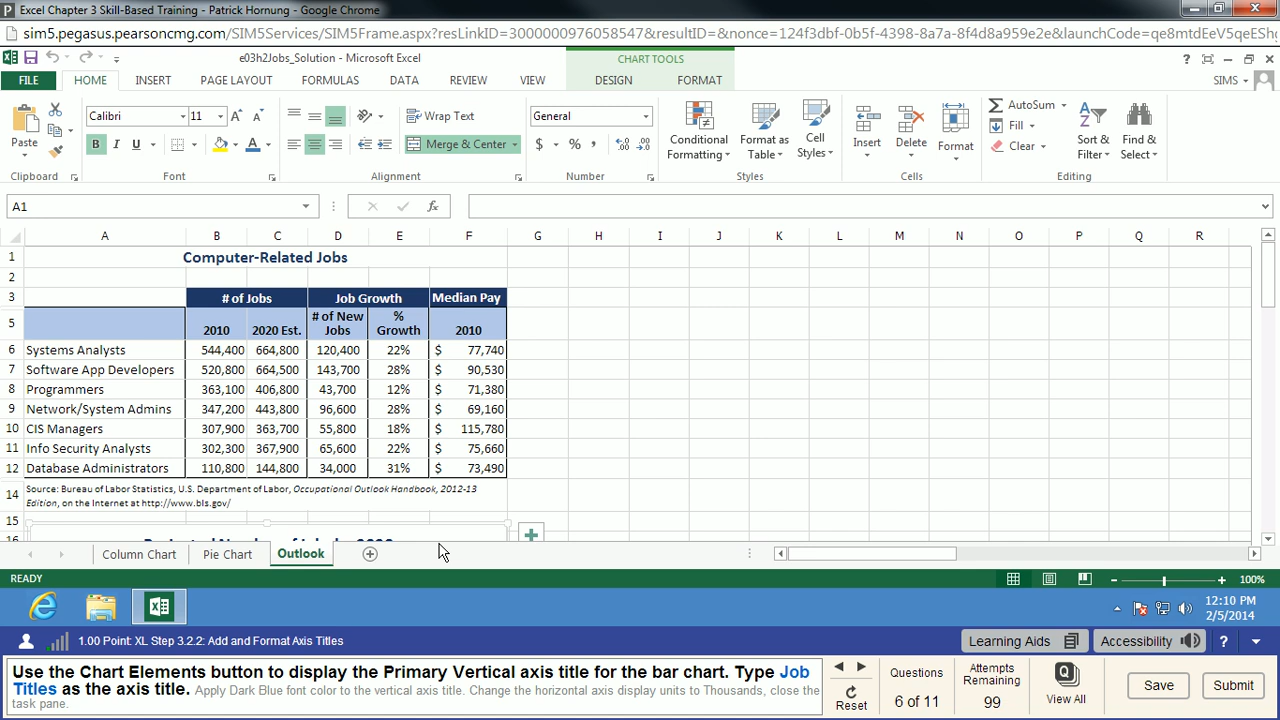 Excel Chapter 3 Skill-Based Training - Patrick Hornung - Google Chrome
sim5.pegasus.pearsoncmg.com/SIM5Services/SIM5Frame.aspx?resLinkID=3000000976058547&resultID=&nonce=124f3dbf-0b5f-4398-8a7a-8f4d8a959e2e&launchCode=qe8mtdEeV5qeESh
e03h2Jobs_Solution - Microsoft Excel
CHART TOOLS
?
FILE HOME INSERT PAGE LAYOUT FORMULAS DATA REVIEW VIEW DESIGN FORMAT SIMS
Calibri 11 Wrap Text General AutoSum
Fill
Paste B I U Merge & Center $ % , Conditional Formatting Format as Table Cell Styles Insert Delete Format Clear Sort & Filter Find & Select
Clipboard Font Alignment Number Styles Cells Editing
A1 fx
A B C D E F G H I J K L M N O P Q R
1 Computer-Related Jobs
2
3 # of Jobs Job Growth Median Pay
5 2010 2020 Est. # of New Jobs % Growth 2010
6 Systems Analysts 544,400 664,800 120,400 22% $ 77,740
7 Software App Developers 520,800 664,500 143,700 28% $ 90,530
8 Programmers 363,100 406,800 43,700 12% $ 71,380
9 Network/System Admins 347,200 443,800 96,600 28% $ 69,160
10 CIS Managers 307,900 363,700 55,800 18% $ 115,780
11 Info Security Analysts 302,300 367,900 65,600 22% $ 75,660
12 Database Administrators 110,800 144,800 34,000 31% $ 73,490
14 Source: Bureau of Labor Statistics, U.S. Department of Labor, Occupational Outlook Handbook, 2012-13
Edition, on the Internet at http://www.bls.gov/
15
16
Column Chart Pie Chart Outlook
READY 100%
12:10 PM
2/5/2014
1.00 Point: XL Step 3.2.2: Add and Format Axis Titles Learning Aids Accessibility ?
Use the Chart Elements button to display the Primary Vertical axis title for the bar chart. Type Job
Titles as the axis title. Apply Dark Blue font color to the vertical axis title. Change the horizontal axis display units to Thousands, close the
task pane.
Reset
Questions
6 of 11
Attempts
Remaining
99
View All
Save
Submit